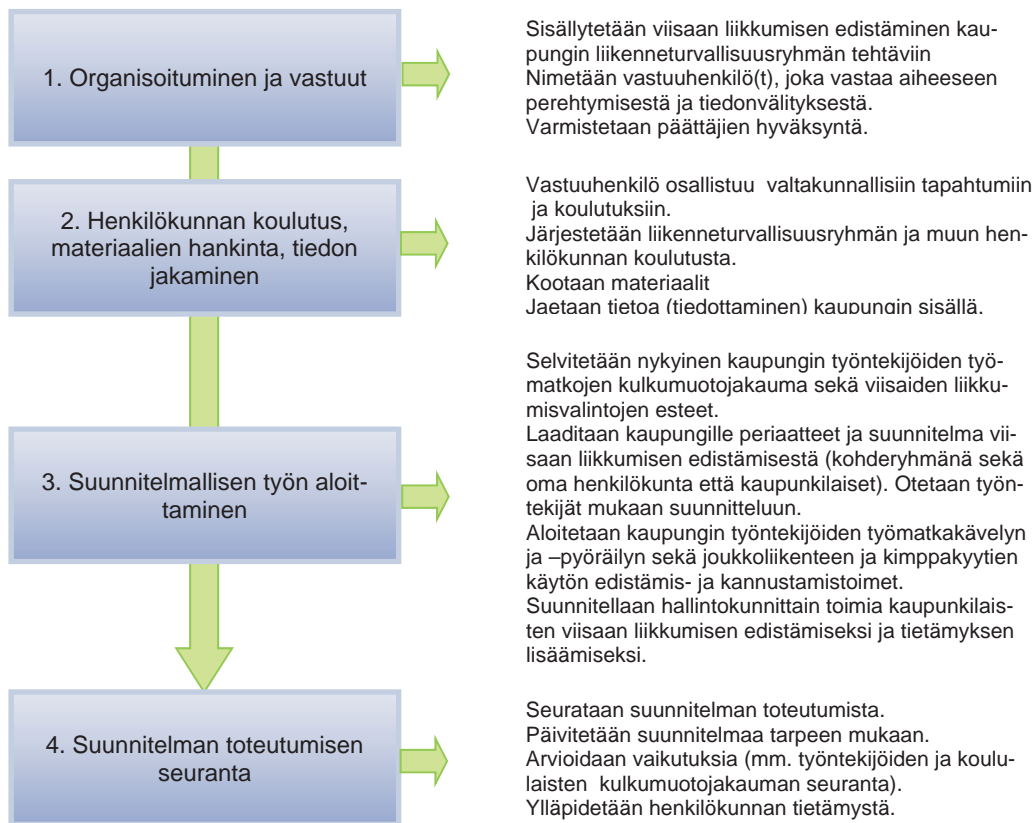 1. Organisoituminen ja vastuut
Sisällytetään viisaan liikkumisen edistäminen kau-
pungin liikenneturvallisuusryhmän tehtäviin
Nimetään vastuuhenkilö(t), joka vastaa aiheeseen
perehtymisestä ja tiedonvälityksestä.
Varmistetaan päättäjien hyväksyntä.
2. Henkilökunnan koulutus,
materiaalien hankinta, tiedon
jakaminen
Vastuuhenkilö osallistuu valtakunnallisiin tapahtumiin
ja koulutuksiin.
Järjestetään liikenneturvallisuusryhmän ja muun hen-
kilökunnan koulutusta.
Kootaan materiaalit
Jaetaan tietoa (tiedottaminen) kaupungin sisällä.
3. Suunnitelmallisen työn aloit-
taminen
Selvitetään nykyinen kaupungin työntekijöiden työ-
matkojen kulkumuotojakauma sekä viisaiden liikku-
misvalintojen esteet.
Laaditaan kaupungille periaatteet ja suunnitelma vii-
saan liikkumisen edistämisestä (kohderyhmänä sekä
oma henkilökunta että kaupunkilaiset). Otetaan työn-
tekijät mukaan suunnitteluun.
Aloitetaan kaupungin työntekijöiden työmatkakävelyn
ja –pyöräilyn sekä joukkoliikenteen ja kimppakyytien
käytön edistämis- ja kannustamistoimet.
Suunnitellaan hallintokunnittain toimia kaupunkilais-
ten viisaan liikkumisen edistämiseksi ja tietämyksen
lisäämiseksi.
4. Suunnitelman toteutumisen
seuranta
Seurataan suunnitelman toteutumista.
Päivitetään suunnitelmaa tarpeen mukaan.
Arvioidaan vaikutuksia (mm. työntekijöiden ja koulu-
laisten kulkumuotojakauman seuranta).
Ylläpidetään henkilökunnan tietämystä.